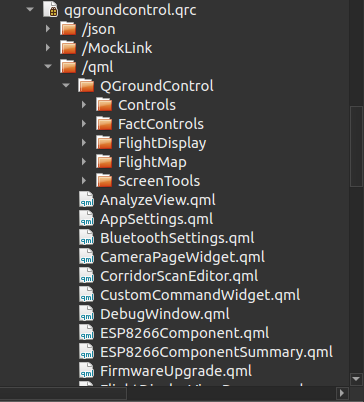 qgroundcontrol.qrc
/json
/MockLink
/qml
QGroundControl
Controls
FactControls
FlightDisplay
FlightMap
ScreenTools
AnalyzeView.qml
AppSettings.qml
BluetoothSettings.qml
CameraPageWidget.qml
CorridorScanEditor.qml
CustomCommandWidget.qml
DebugWindow.qml
ESP8266Component.qml
ESP8266ComponentSummary.qml
FirmwareUpgrade.qml